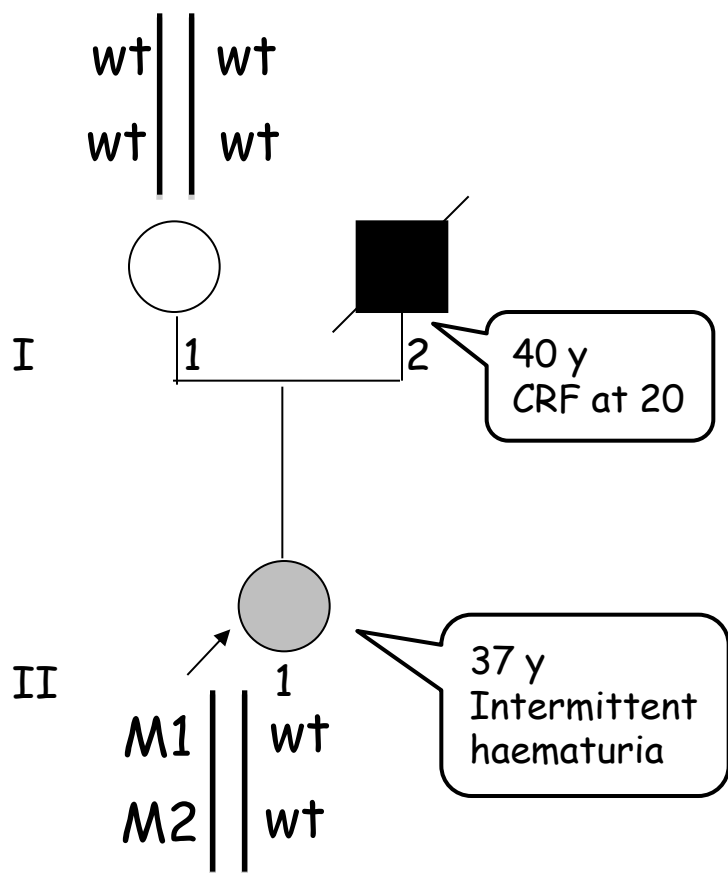 wt wt
wt wt
I 1 2
40 y
CRF at 20
37 y
Intermittent
haematuria
II 1
M1 wt
M2 wt